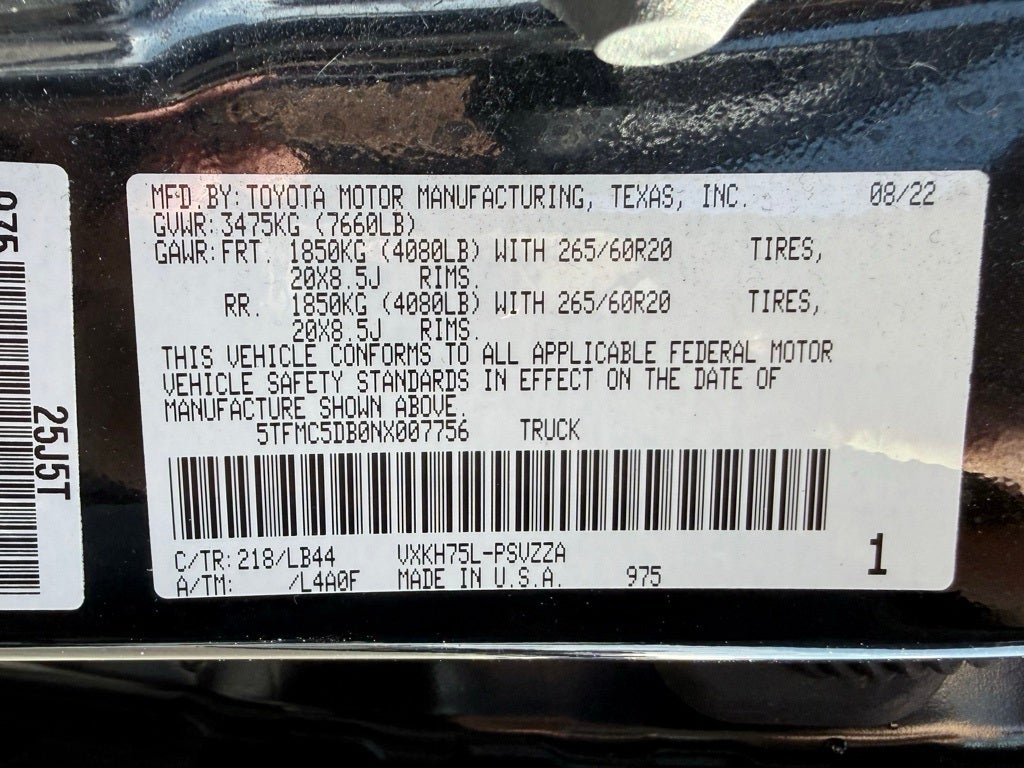 MFD BY: TOYOTA MOTOR MANUFACTURING, TEXAS, INC. 08/22
GVWR: 3475KG (7660LB)
GAWR: FRT. 1850KG (4080LB) WITH 265/60R20 TIRES,
20X8.5J RIMS.
RR. 1850KG (4080LB) WITH 265/60R20 TIRES,
20X8.5J RIMS.
THIS VEHICLE CONFORMS TO ALL APPLICABLE FEDERAL MOTOR
VEHICLE SAFETY STANDARDS IN EFFECT ON THE DATE OF
MANUFACTURE SHOWN ABOVE.
5TFMC5DB0NX007756 TRUCK
C/TR: 218/LB44 VXKH75L-PSVZZA 1
A/TM: /L4A0F MADE IN U.S.A. 975
975
25J5T